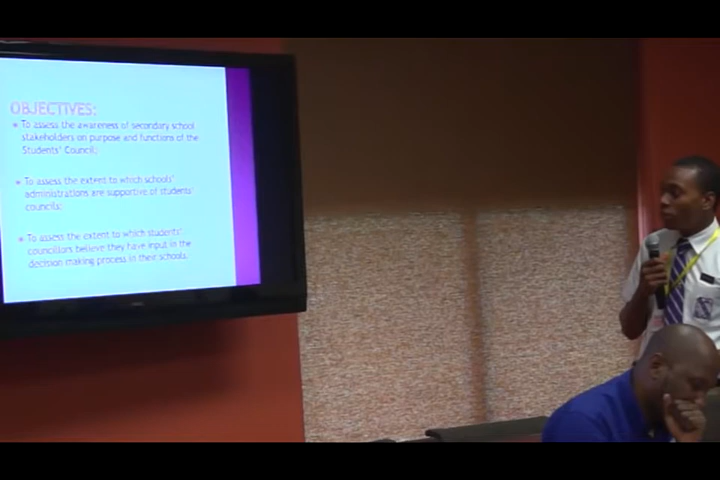 OBJECTIVES:
To assess the awareness of secondary school
stakeholders on purpose and functions of the
Students' Council;
To assess the extent to which schools'
administrations are supportive of students'
councils;
To assess the extent to which students'
councillors believe they have input in the
decision making process in their schools.